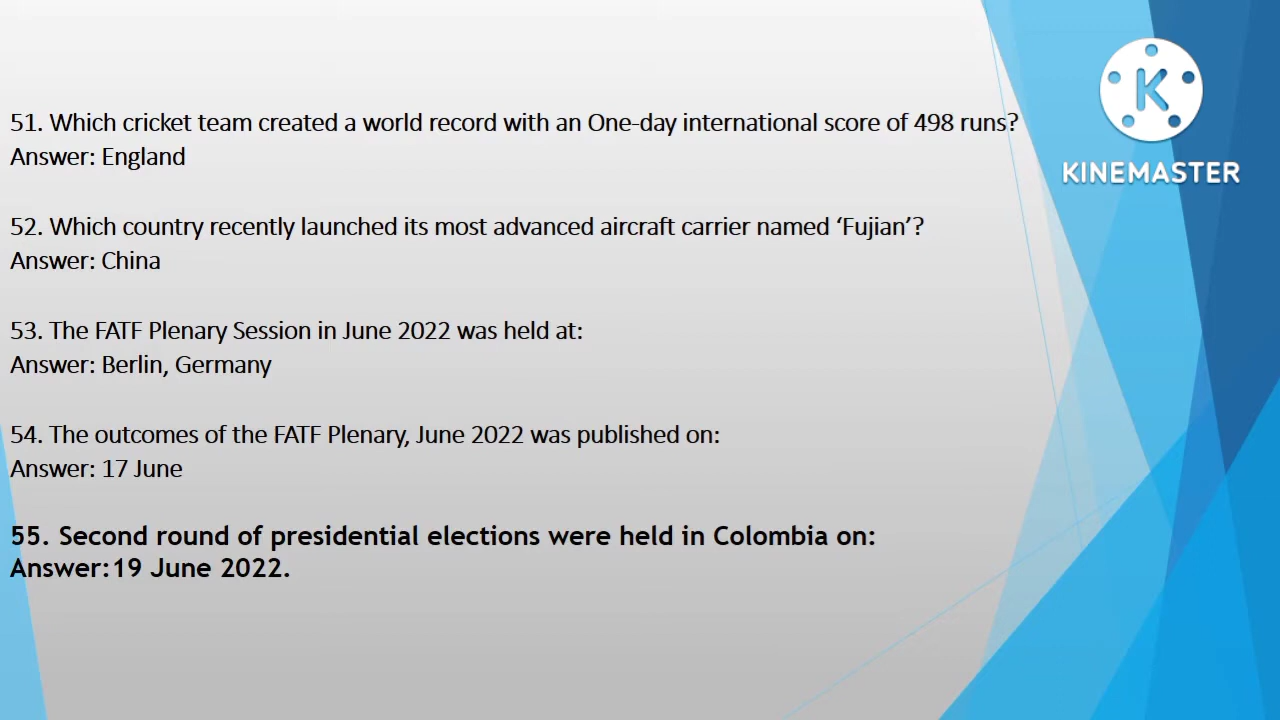 51. Which cricket team created a world record with an One-day international score of 498 runs?
Answer: England
52. Which country recently launched its most advanced aircraft carrier named ‘Fujian’?
Answer: China
53. The FATF Plenary Session in June 2022 was held at:
Answer: Berlin, Germany
54. The outcomes of the FATF Plenary, June 2022 was published on:
Answer: 17 June
55. Second round of presidential elections were held in Colombia on:
Answer:19 June 2022.
K
KINEMASTER